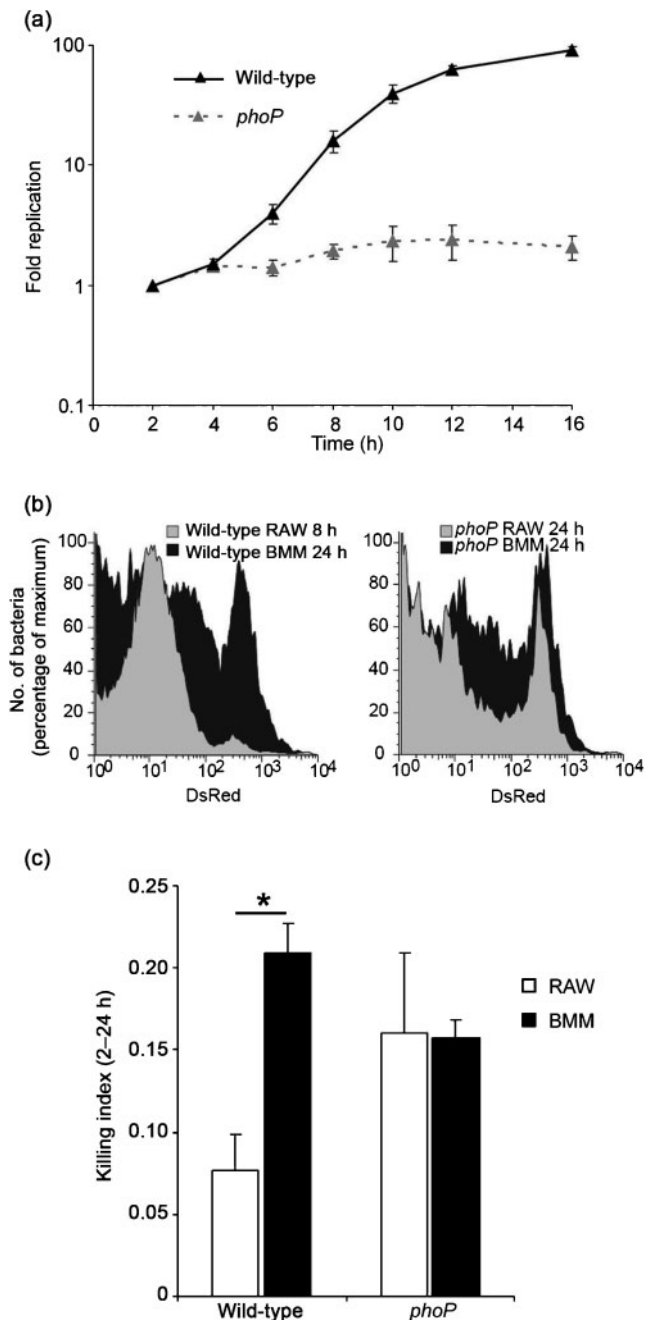 (a)
100
10
1
0.1
Fold replication
Wild-type
phoP
0 2 4 6 8 10 12 14 16
Time (h)
(b)
No. of bacteria
(percentage of maximum)
100
80
60
40
20
0
Wild-type RAW 8 h
Wild-type BMM 24 h
10⁰ 10¹ 10² 10³ 10⁴
DsRed
100
80
60
40
20
0
phoP RAW 24 h
phoP BMM 24 h
10⁰ 10¹ 10² 10³ 10⁴
DsRed
(c)
Killing index (2–24 h)
0.25
0.20
0.15
0.10
0.05
0
*
RAW
BMM
Wild-type phoP